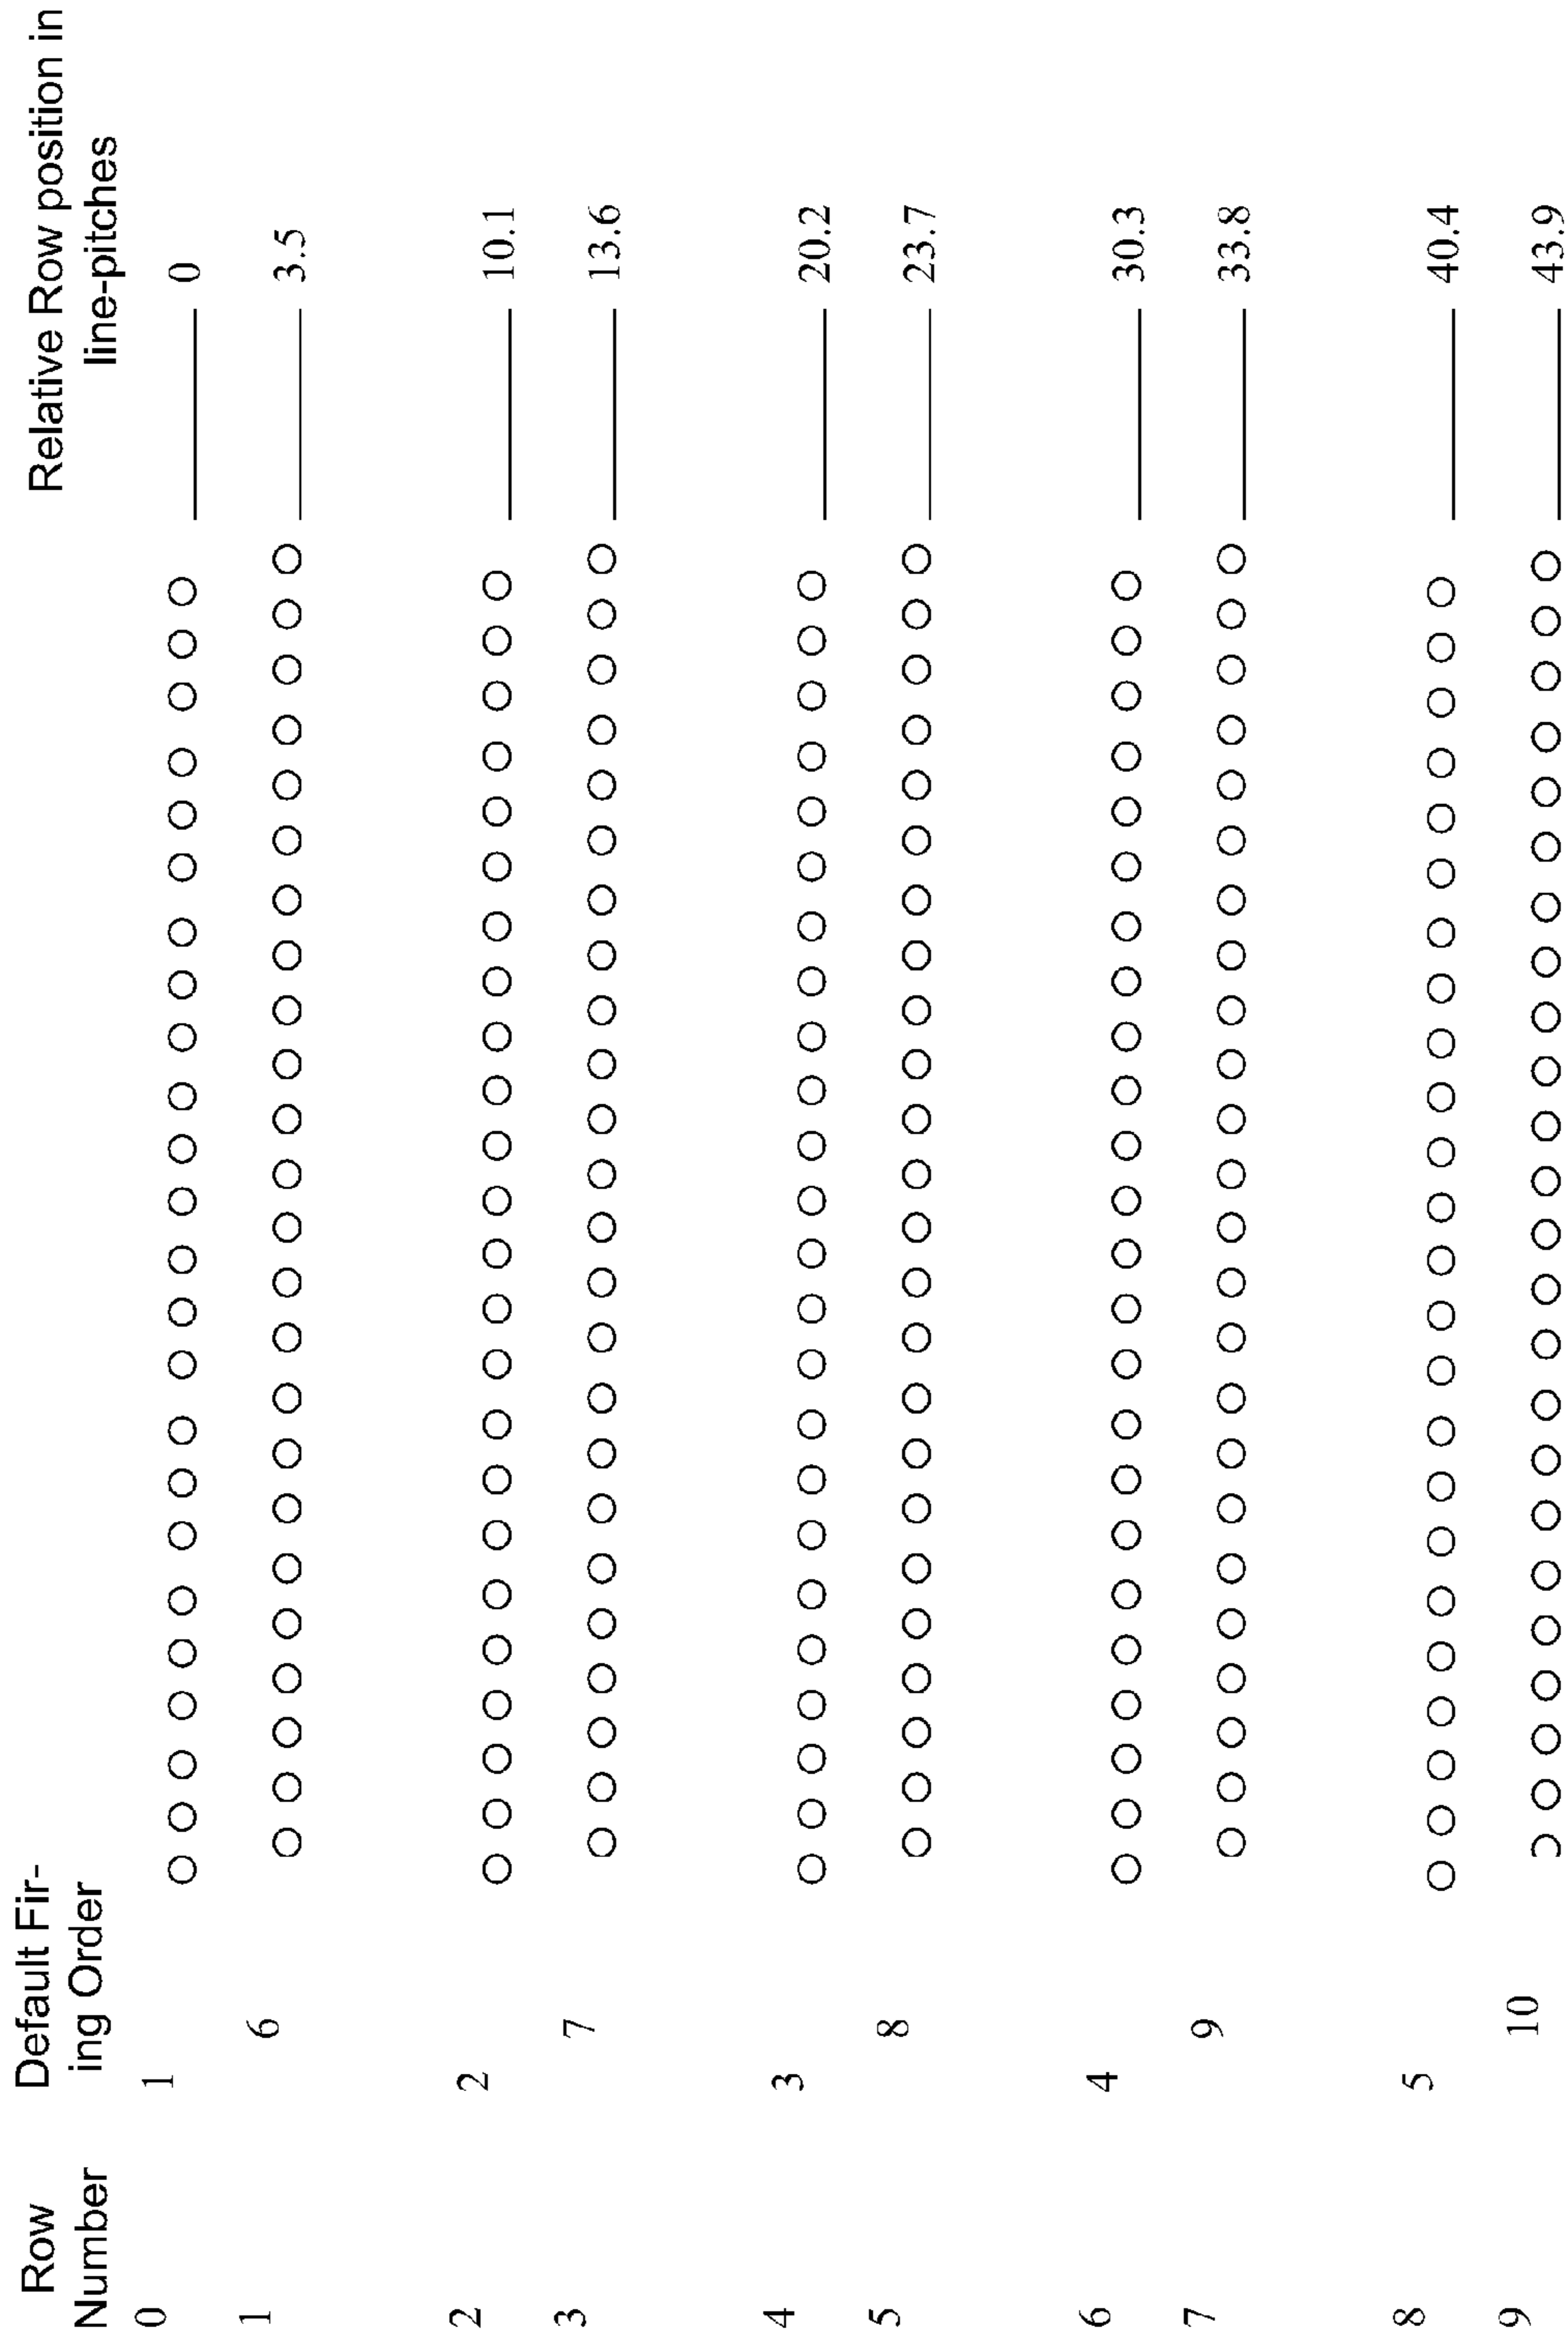 Row Number
Default Fir-
ing Order
Relative Row position in
line-pitches
0 1 0
1 6 3.5
2 2 10.1
3 7 13.6
4 3 20.2
5 8 23.7
6 4 30.3
7 9 33.8
8 5 40.4
9 10 43.9